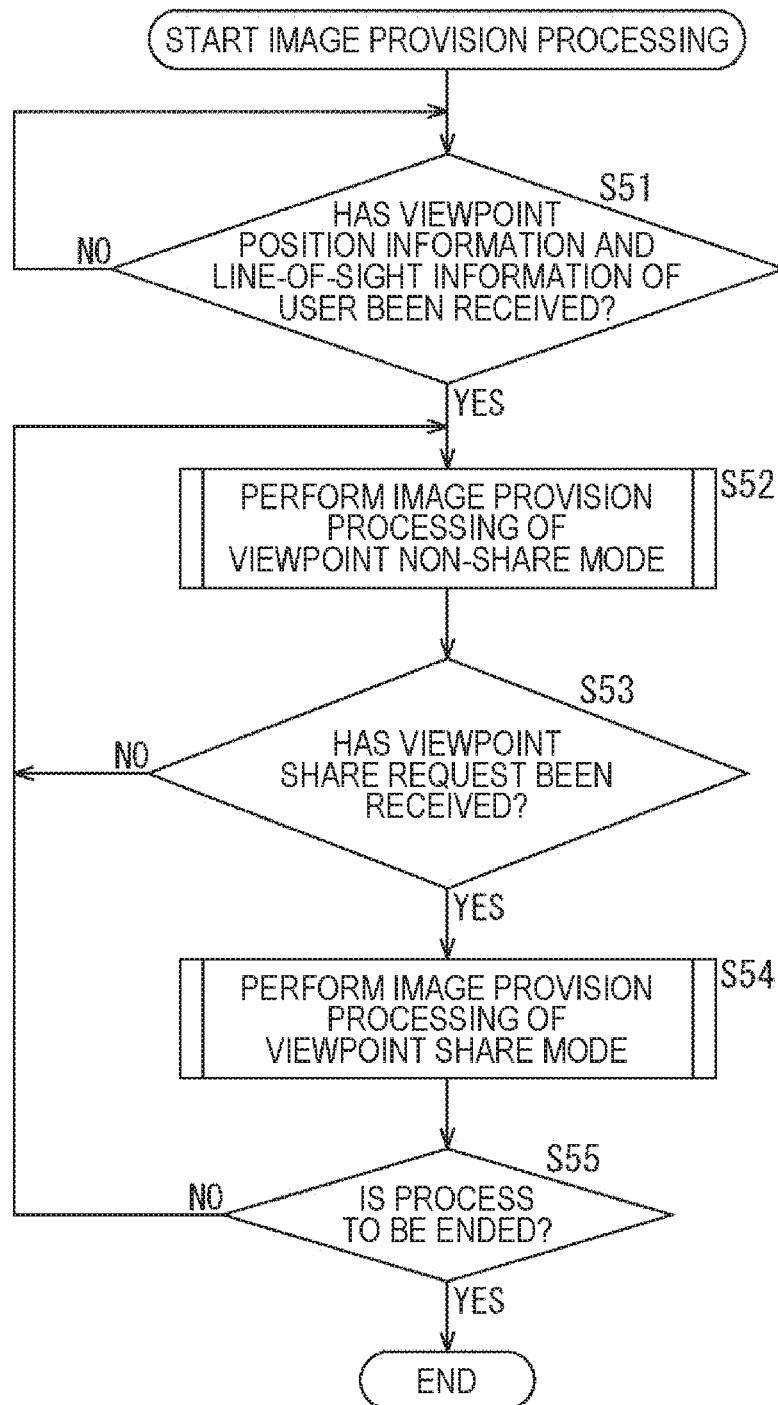 START IMAGE PROVISION PROCESSING
S51
HAS VIEWPOINT
POSITION INFORMATION AND
LINE-OF-SIGHT INFORMATION OF
USER BEEN RECEIVED?
NO
YES
S52
PERFORM IMAGE PROVISION
PROCESSING OF
VIEWPOINT NON-SHARE MODE
S53
HAS VIEWPOINT
SHARE REQUEST BEEN
RECEIVED?
NO
YES
S54
PERFORM IMAGE PROVISION
PROCESSING OF
VIEWPOINT SHARE MODE
S55
IS PROCESS
TO BE ENDED?
NO
YES
END